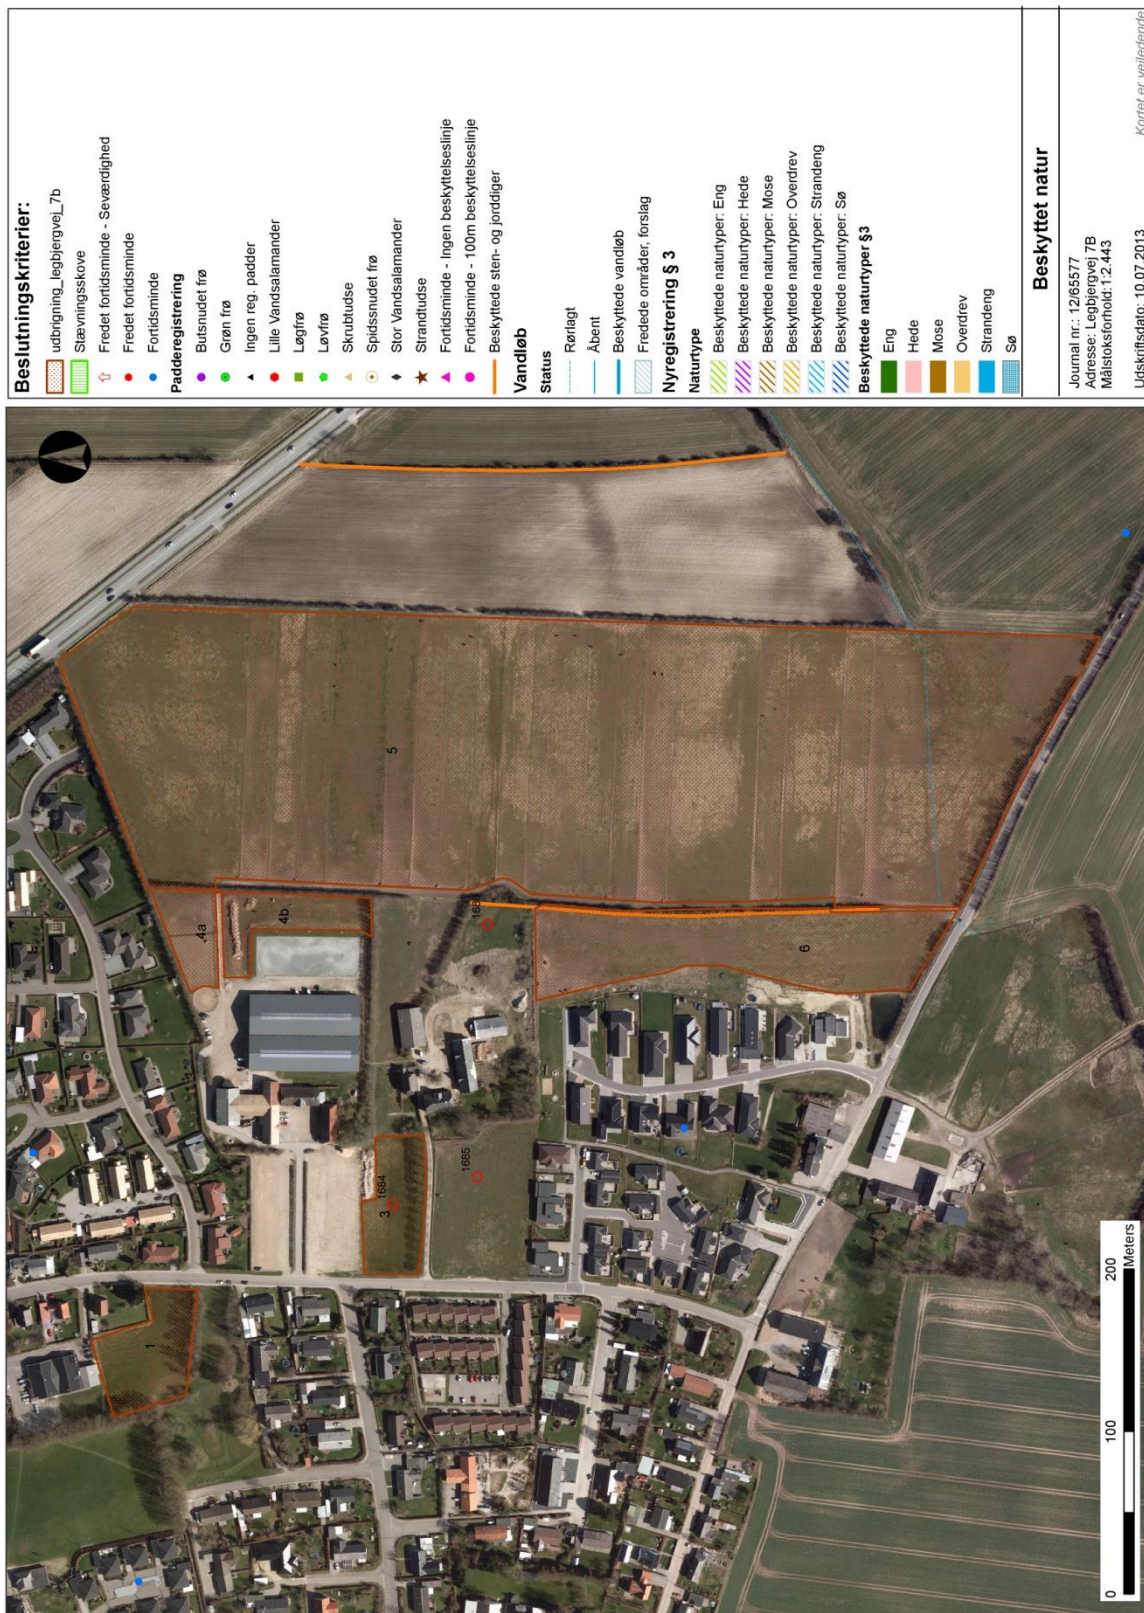 Beslutningskriterier:
udbrigning_legbjergvej_7b
Stævningsskove
Fredet fortidsminde - Seværdighed
Fredet fortidsminde
Fortidsminde
Padderegistrering
Butsnudet frø
Grøn frø
Ingen reg. padder
Lille Vandsalamander
Løgfrø
Løvfrø
Skrubtudse
Spidssnudet frø
Stor Vandsalamander
Strandtudse
Fortidsminde - Ingen beskyttelseslinje
Fortidsminde - 100m beskyttelseslinje
Beskyttede sten- og jorddiger
Vandløb
Status
Rørlagt
Åbent
Beskyttede vandløb
Fredede områder, forslag
Nyregistrering § 3
Naturtype
Beskyttede naturtyper: Eng
Beskyttede naturtyper: Hede
Beskyttede naturtyper: Mose
Beskyttede naturtyper: Overdrev
Beskyttede naturtyper: Strandeng
Beskyttede naturtyper: Sø
Beskyttede naturtyper §3
Eng
Hede
Mose
Overdrev
Strandeng
Sø
Beskyttet natur
Journal nr.: 12/65577
Adresse: Legbjergvej 7B
Målstoksforhold: 1:2.443
Udskriftsdato: 10.07.2013
Kortet er vejledende
1
3
1684
1685
4a
4b
5
6
0
100
200
Meters